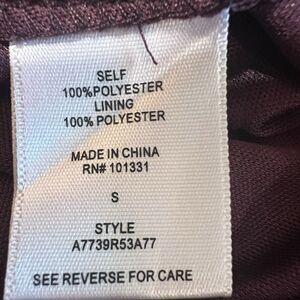 SELF
100%POLYESTER
LINING
100% POLYESTER
MADE IN CHINA
RN# 101331
S
STYLE
A7739R53A77
SEE REVERSE FOR CARE